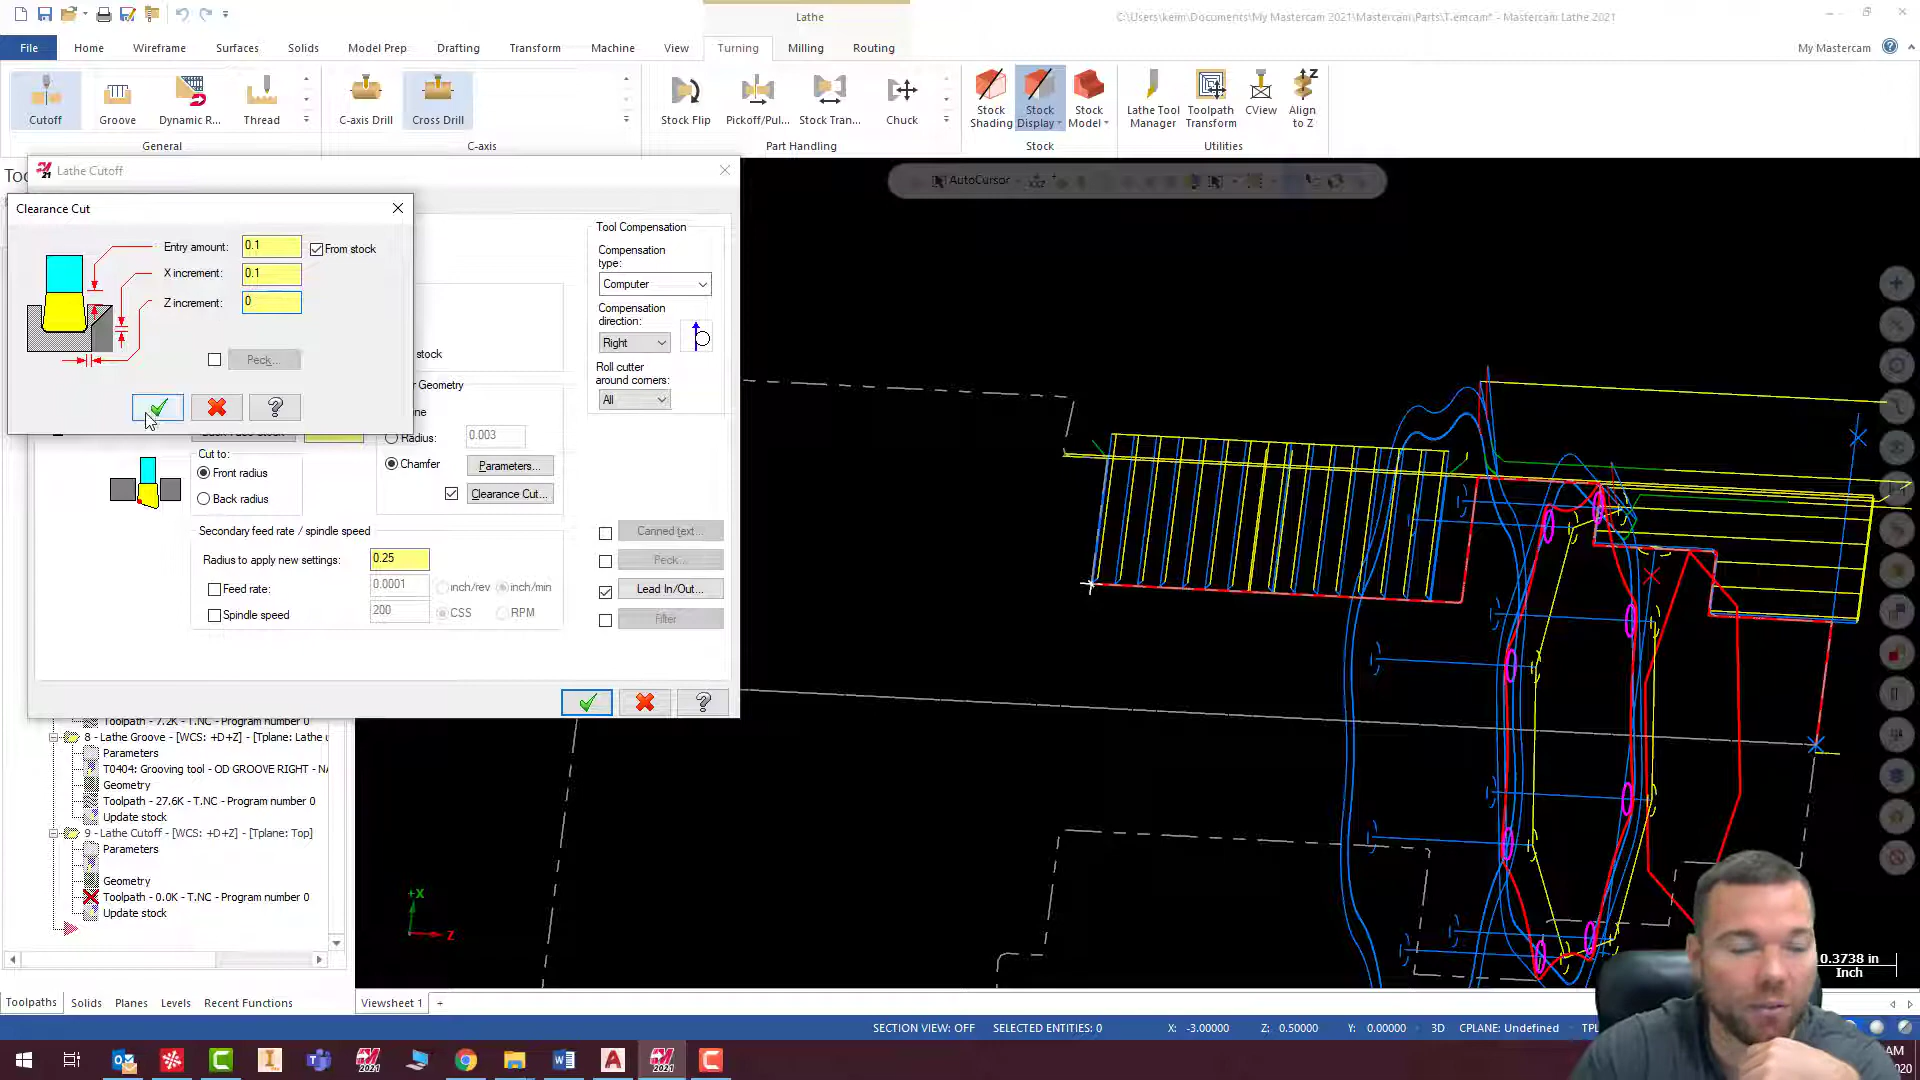 Lathe
C:\Users\keim\Documents\My Mastercam 2021\Mastercam\Parts\T.emcam* - Mastercam Lathe 2021
File Home Wireframe Surfaces Solids Model Prep Drafting Transform Machine View Turning Milling Routing My Mastercam
Cutoff Groove Dynamic R... Thread C-axis Drill Cross Drill Stock Flip Pickoff/Pul... Stock Tran... Chuck Stock Shading Stock Display Stock Model Lathe Tool Manager Toolpath Transform CView Align to Z
General C-axis Part Handling Stock Utilities
Lathe Cutoff
AutoCursor
Clearance Cut
Entry amount: 0.1 From stock
X increment: 0.1
Z increment: 0
Peck...
Tool Compensation
Compensation type:
Computer
Compensation direction:
Right
Roll cutter around corners:
All
stock
Geometry
Radius: 0.003
Chamfer Parameters...
Clearance Cut...
Cut to:
Front radius
Back radius
Secondary feed rate / spindle speed
Radius to apply new settings: 0.25
Feed rate: 0.0001 inch/rev inch/min
Spindle speed 200 CSS RPM
Canned text...
Peck...
Lead In/Out...
Filter
Toolpath - 7.2K - T.NC - Program number 0
8 - Lathe Groove - [WCS: +D+Z] - [Tplane: Lathe
Parameters
T0404: Grooving tool - OD GROOVE RIGHT -
Geometry
Toolpath - 27.6K - T.NC - Program number 0
Update stock
9 - Lathe Cutoff - [WCS: +D+Z] - [Tplane: Top]
Parameters
Geometry
Toolpath - 0.0K - T.NC - Program number 0
Update stock
+X
Z
0.3738 in
Inch
Toolpaths Solids Planes Levels Recent Functions Viewsheet 1 +
SECTION VIEW: OFF SELECTED ENTITIES: 0 X: -3.00000 Z: 0.50000 Y: 0.00000 3D CPLANE: Undefined
AM